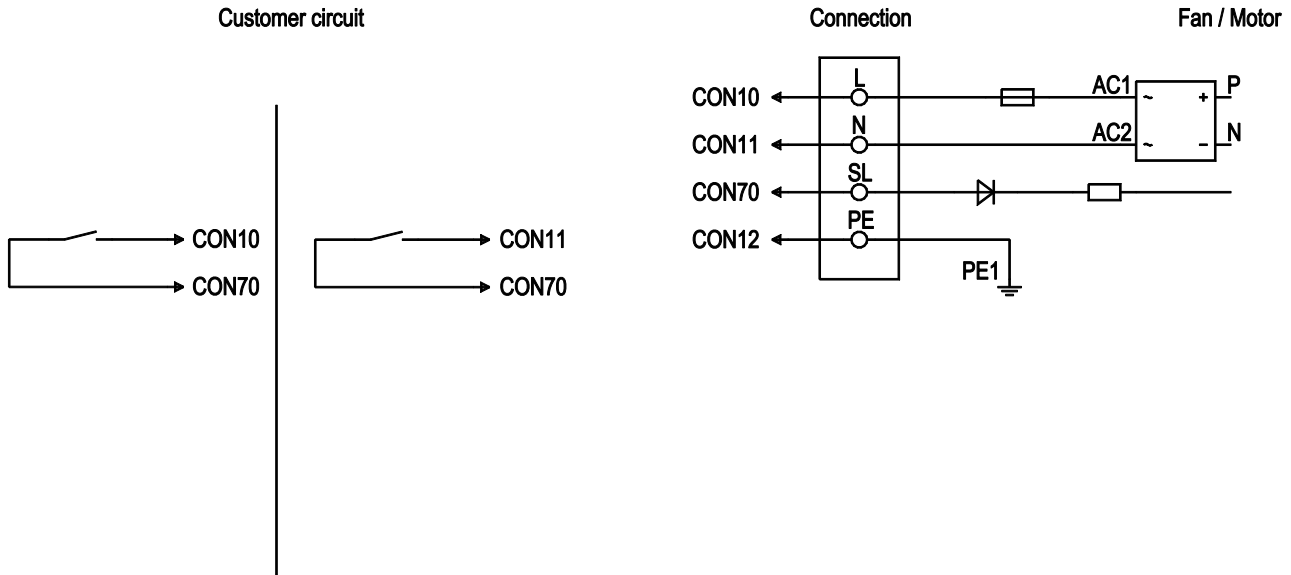 Customer circuit
Connection
Fan / Motor
CON10
CON70
CON11
CON70
CON10
L
AC1
~
+
P
CON11
N
AC2
~
−
N
CON70
SL
CON12
PE
PE1